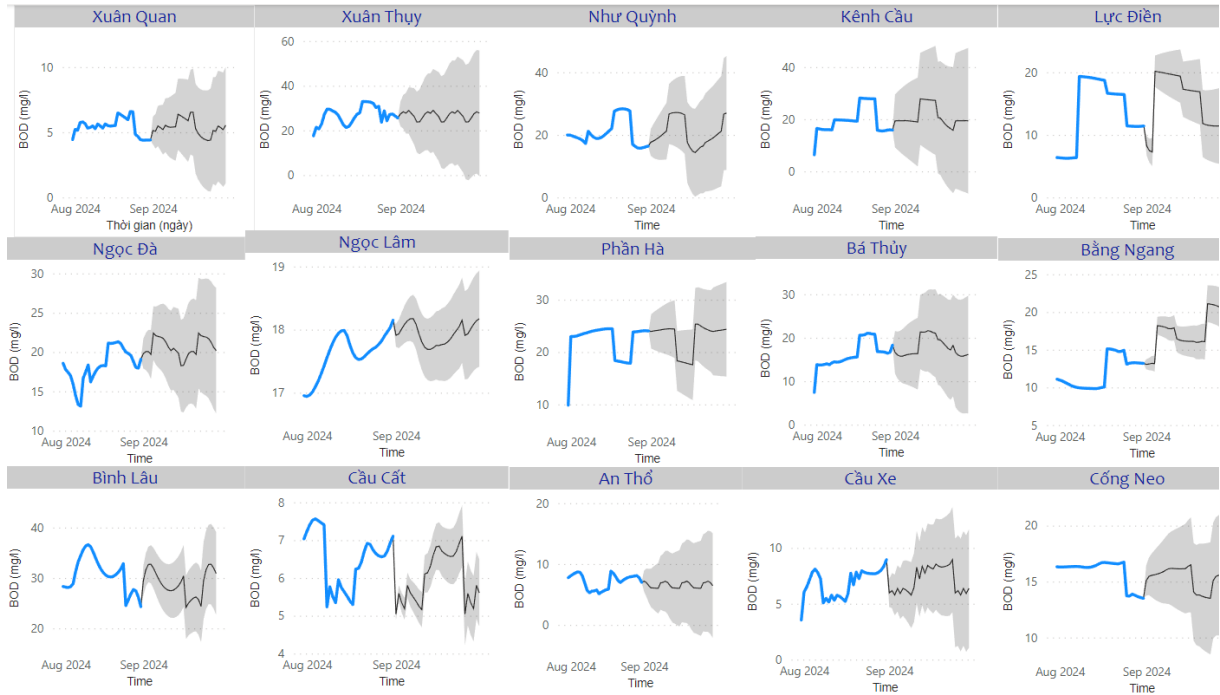 Xuân Quan
BOD (mg/l)
10
5
0
Aug 2024 Sep 2024
Thời gian (ngày)
Xuân Thụy
BOD (mg/l)
60
40
20
0
Aug 2024 Sep 2024
Time
Như Quỳnh
BOD (mg/l)
40
20
0
Aug 2024 Sep 2024
Time
Kênh Cầu
BOD (mg/l)
40
20
0
Aug 2024 Sep 2024
Time
Lực Điền
BOD (mg/l)
20
10
0
Aug 2024 Sep 2024
Time
Ngọc Đà
BOD (mg/l)
30
25
20
15
10
Aug 2024 Sep 2024
Time
Ngọc Lâm
BOD (mg/l)
19
18
17
Aug 2024 Sep 2024
Time
Phần Hà
BOD (mg/l)
30
20
10
Aug 2024 Sep 2024
Time
Bá Thủy
BOD (mg/l)
30
20
10
0
Aug 2024 Sep 2024
Time
Bằng Ngang
BOD (mg/l)
25
20
15
10
5
Aug 2024 Sep 2024
Time
Bình Lâu
BOD (mg/l)
40
30
20
Aug 2024 Sep 2024
Time
Cầu Cất
BOD (mg/l)
8
7
6
5
4
Aug 2024 Sep 2024
Time
An Thổ
BOD (mg/l)
20
10
0
Aug 2024 Sep 2024
Time
Cầu Xe
BOD (mg/l)
10
5
0
Aug 2024 Sep 2024
Time
Cống Neo
BOD (mg/l)
20
15
10
Aug 2024 Sep 2024
Time